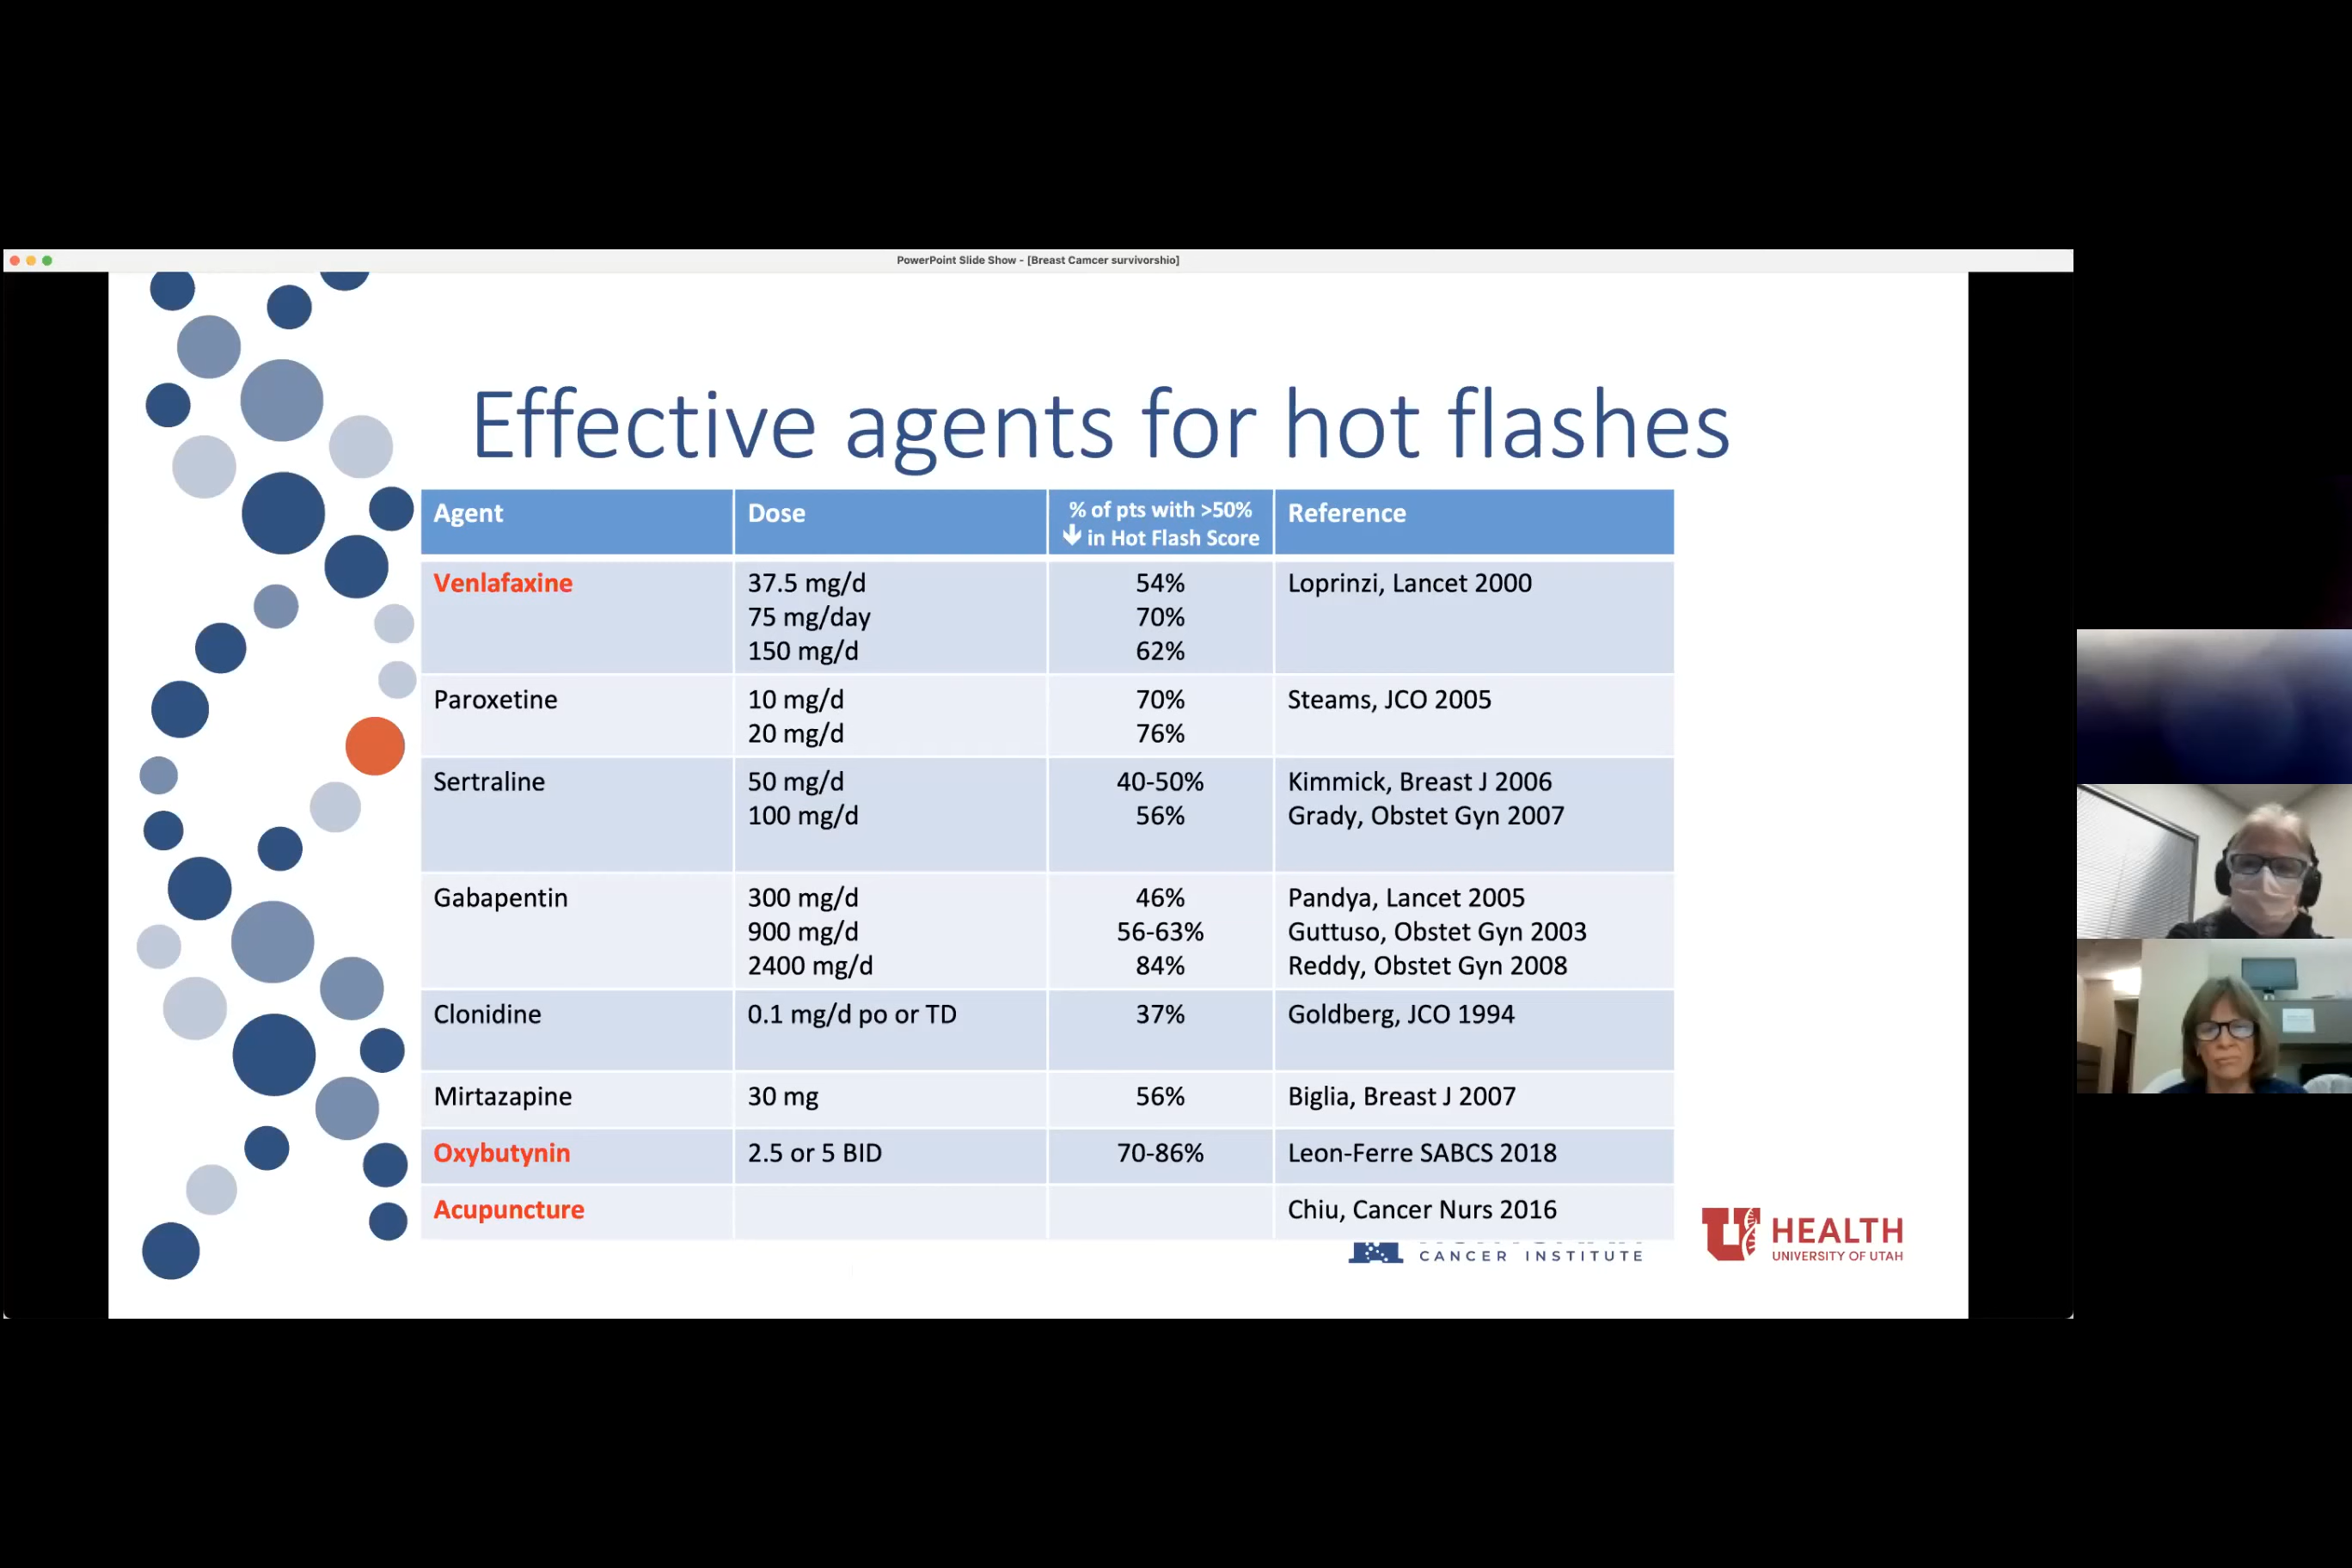 PowerPoint Slide Show - [Breast Camcer survivorshio]
Effective agents for hot flashes
Agent Dose % of pts with >50% Reference
↓ in Hot Flash Score
Venlafaxine 37.5 mg/d 54% Loprinzi, Lancet 2000
75 mg/day 70%
150 mg/d 62%
Paroxetine 10 mg/d 70% Steams, JCO 2005
20 mg/d 76%
Sertraline 50 mg/d 40-50% Kimmick, Breast J 2006
100 mg/d 56% Grady, Obstet Gyn 2007
Gabapentin 300 mg/d 46% Pandya, Lancet 2005
900 mg/d 56-63% Guttuso, Obstet Gyn 2003
2400 mg/d 84% Reddy, Obstet Gyn 2008
Clonidine 0.1 mg/d po or TD 37% Goldberg, JCO 1994
Mirtazapine 30 mg 56% Biglia, Breast J 2007
Oxybutynin 2.5 or 5 BID 70-86% Leon-Ferre SABCS 2018
Acupuncture Chiu, Cancer Nurs 2016
CANCER INSTITUTE
U HEALTH
UNIVERSITY OF UTAH